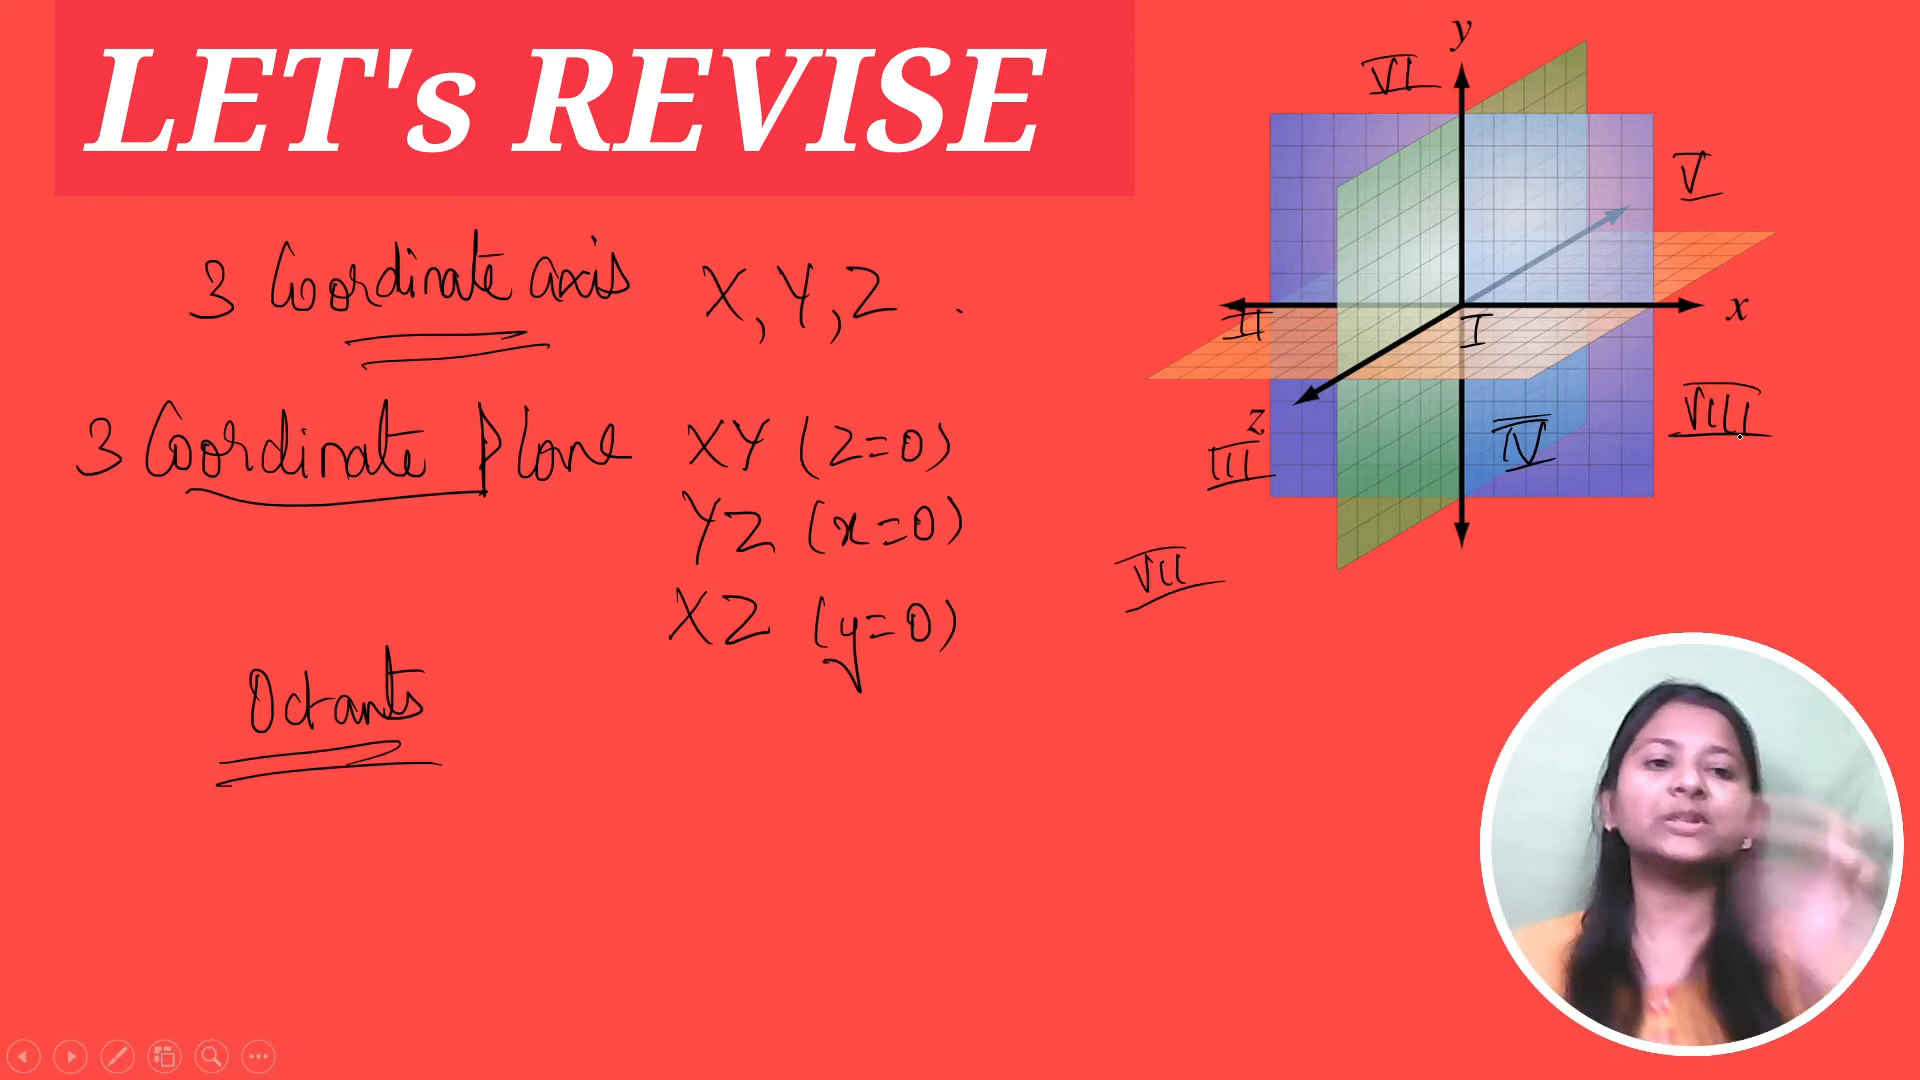 LET's REVISE
3 Coordinate axis X, Y, Z .
3 Coordinate Plane XY (Z=0)
YZ (x=0)
XZ (y=0)
Octants
y
VI
V
x
II
I
z
VIII
III
IV
VII